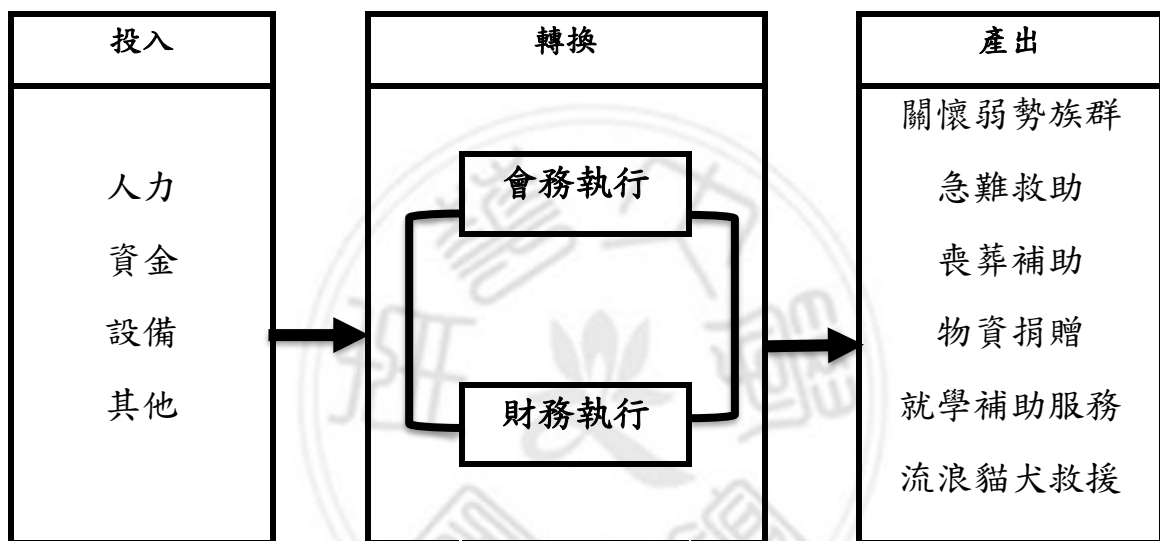 投入
人力
資金
設備
其他
轉換
會務執行
財務執行
產出
關懷弱勢族群
急難救助
喪葬補助
物資捐贈
就學補助服務
流浪貓犬救援